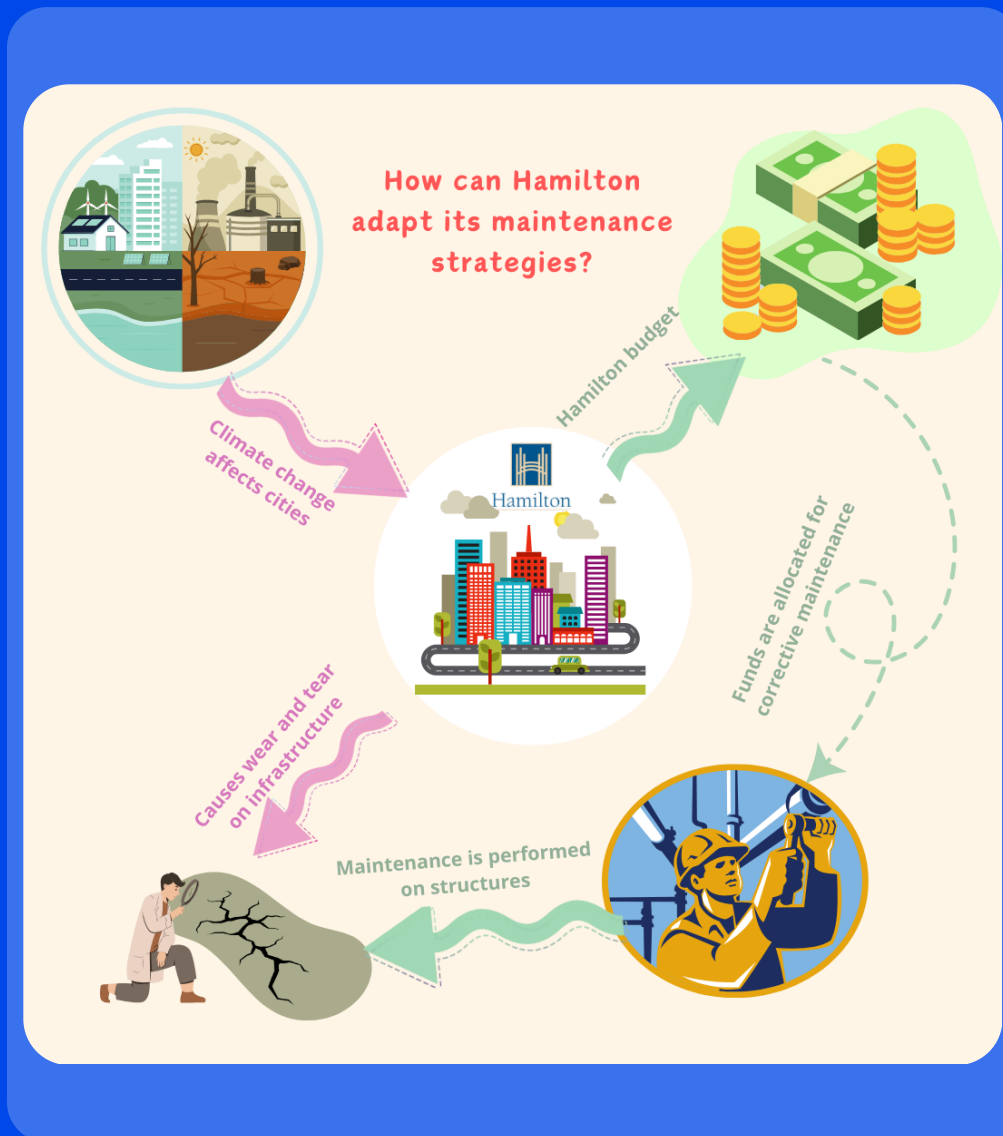 How can Hamilton
adapt its maintenance
strategies?
Hamilton budget
Climate change
affects cities
Hamilton
Funds are allocated for
corrective maintenance
Causes wear and tear
on infrastructure
Maintenance is performed
on structures